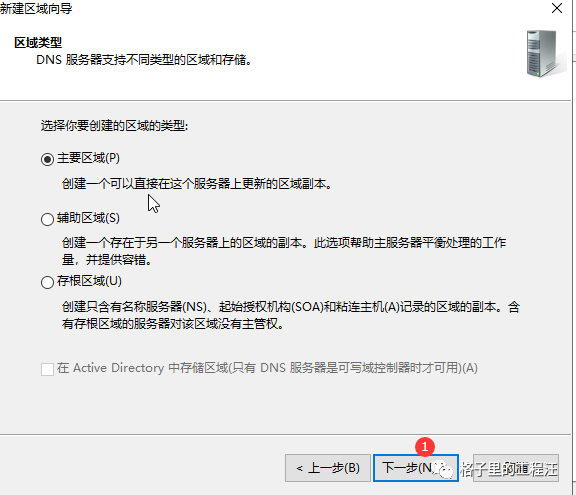 新建区域向导
区域类型
DNS 服务器支持不同类型的区域和存储。
选择你要创建的区域的类型:
主要区域(P)
创建一个可以直接在这个服务器上更新的区域副本。
辅助区域(S)
创建一个存在于另一个服务器上的区域的副本。此选项帮助主服务器平衡处理的工作
量，并提供容错。
存根区域(U)
创建只含有名称服务器(NS)、起始授权机构(SOA)和粘连主机(A)记录的区域的副本。含
有存根区域的服务器对该区域没有主管权。
在 Active Directory 中存储区域(只有 DNS 服务器是可写域控制器时才可用)(A)
1
< 上一步(B) 下一步(N) 取消
格子里的工程汪